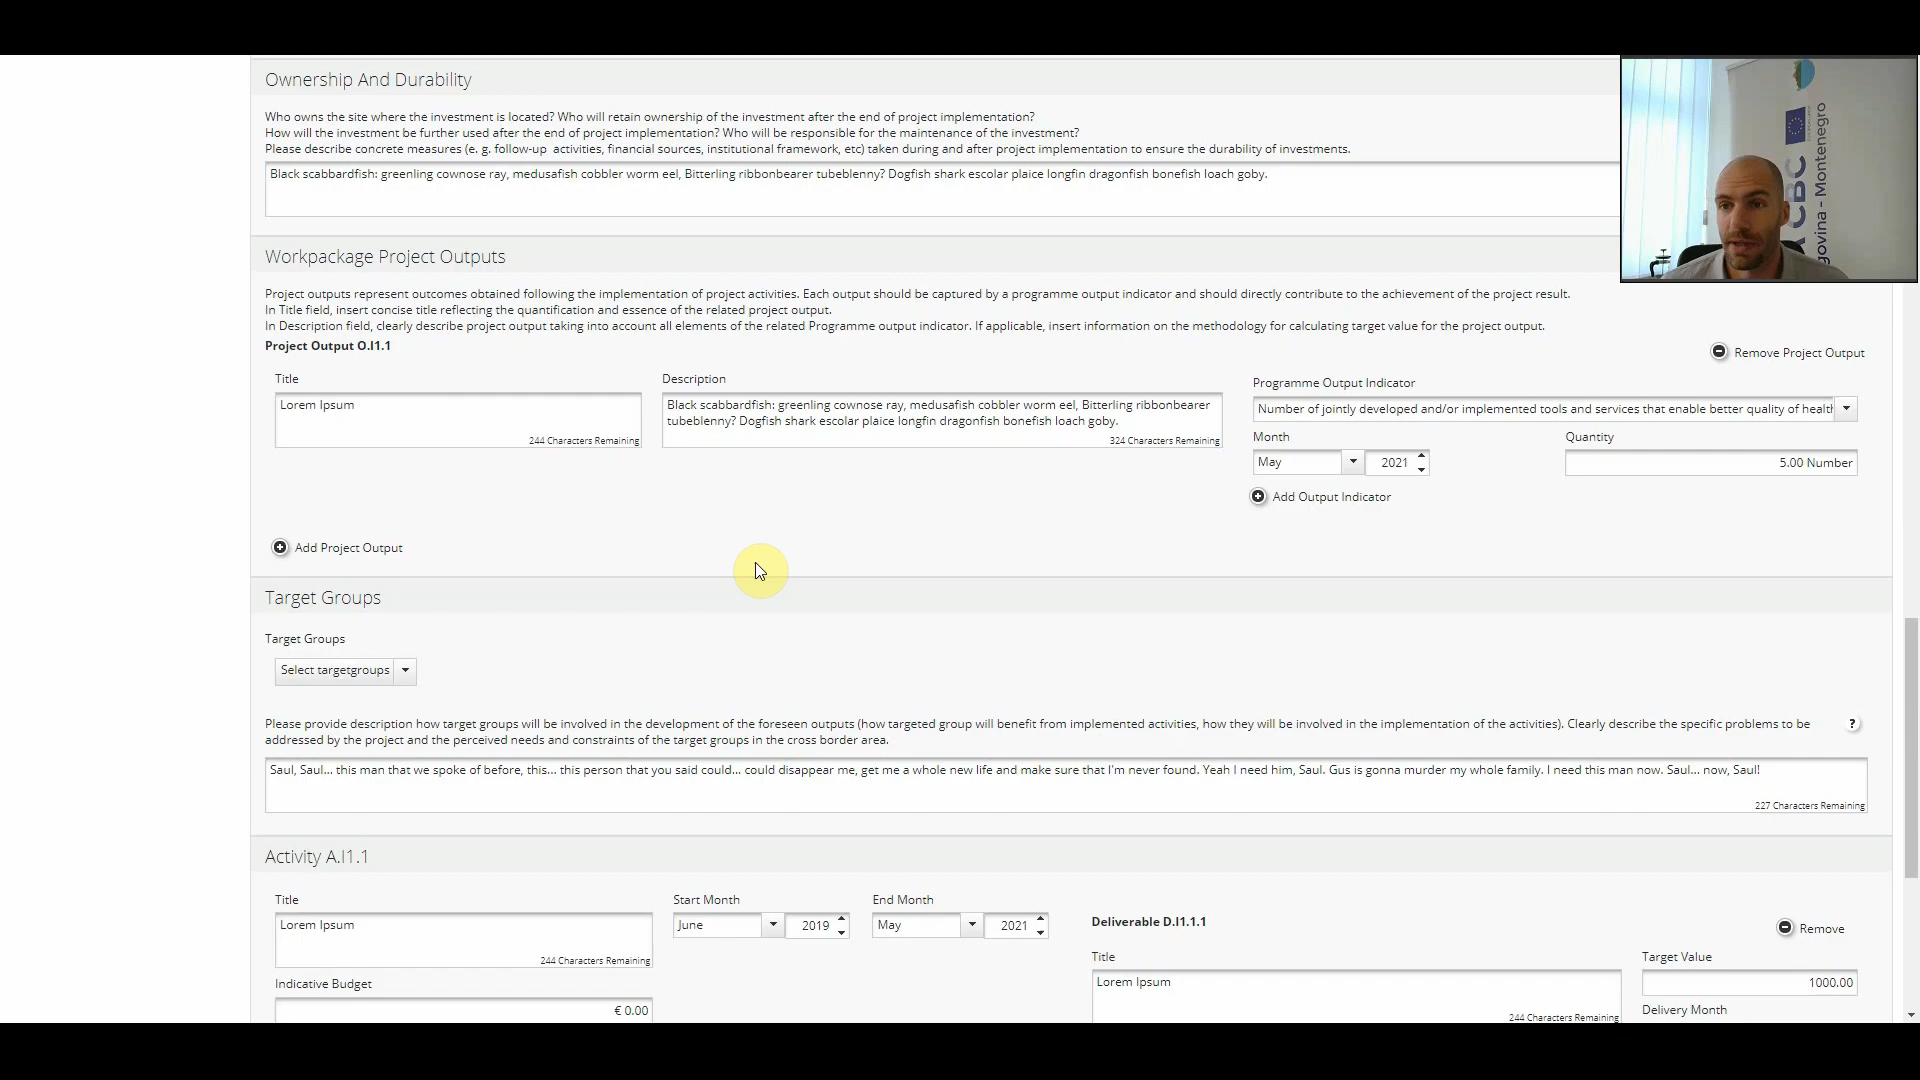 Ownership And Durability
Who owns the site where the investment is located? Who will retain ownership of the investment after the end of project implementation?
How will the investment be further used after the end of project implementation? Who will be responsible for the maintenance of the investment?
Please describe concrete measures (e. g. follow-up activities, financial sources, institutional framework, etc) taken during and after project implementation to ensure the durability of investments.
Black scabbardfish: greenling cownose ray, medusafish cobbler worm eel, Bitterling ribbonbearer tubeblenny? Dogfish shark escolar plaice longfin dragonfish bonefish loach goby.
CBC
govina - Montenegro
Workpackage Project Outputs
Project outputs represent outcomes obtained following the implementation of project activities. Each output should be captured by a programme output indicator and should directly contribute to the achievement of the project result.
In Title field, insert concise title reflecting the quantification and essence of the related project output.
In Description field, clearly describe project output taking into account all elements of the related Programme output indicator. If applicable, insert information on the methodology for calculating target value for the project output.
Project Output O.I1.1
Remove Project Output
Title
Lorem Ipsum
244 Characters Remaining
Description
Black scabbardfish: greenling cownose ray, medusafish cobbler worm eel, Bitterling ribbonbearer
tubeblenny? Dogfish shark escolar plaice longfin dragonfish bonefish loach goby.
324 Characters Remaining
Programme Output Indicator
Number of jointly developed and/or implemented tools and services that enable better quality of healt
Month
May
2021
Quantity
5.00 Number
Add Output Indicator
Add Project Output
Target Groups
Target Groups
Select targetgroups
Please provide description how target groups will be involved in the development of the foreseen outputs (how targeted group will benefit from implemented activities, how they will be involved in the implementation of the activities). Clearly describe the specific problems to be
addressed by the project and the perceived needs and constraints of the target groups in the cross border area.
?
Saul, Saul... this man that we spoke of before, this... this person that you said could... could disappear me, get me a whole new life and make sure that I'm never found. Yeah I need him, Saul. Gus is gonna murder my whole family. I need this man now. Saul... now, Saul!
227 Characters Remaining
Activity A.I1.1
Title
Lorem Ipsum
244 Characters Remaining
Start Month
June
2019
End Month
May
2021
Indicative Budget
€ 0.00
Deliverable D.I1.1.1
Remove
Title
Lorem Ipsum
244 Characters Remaining
Target Value
1000.00
Delivery Month